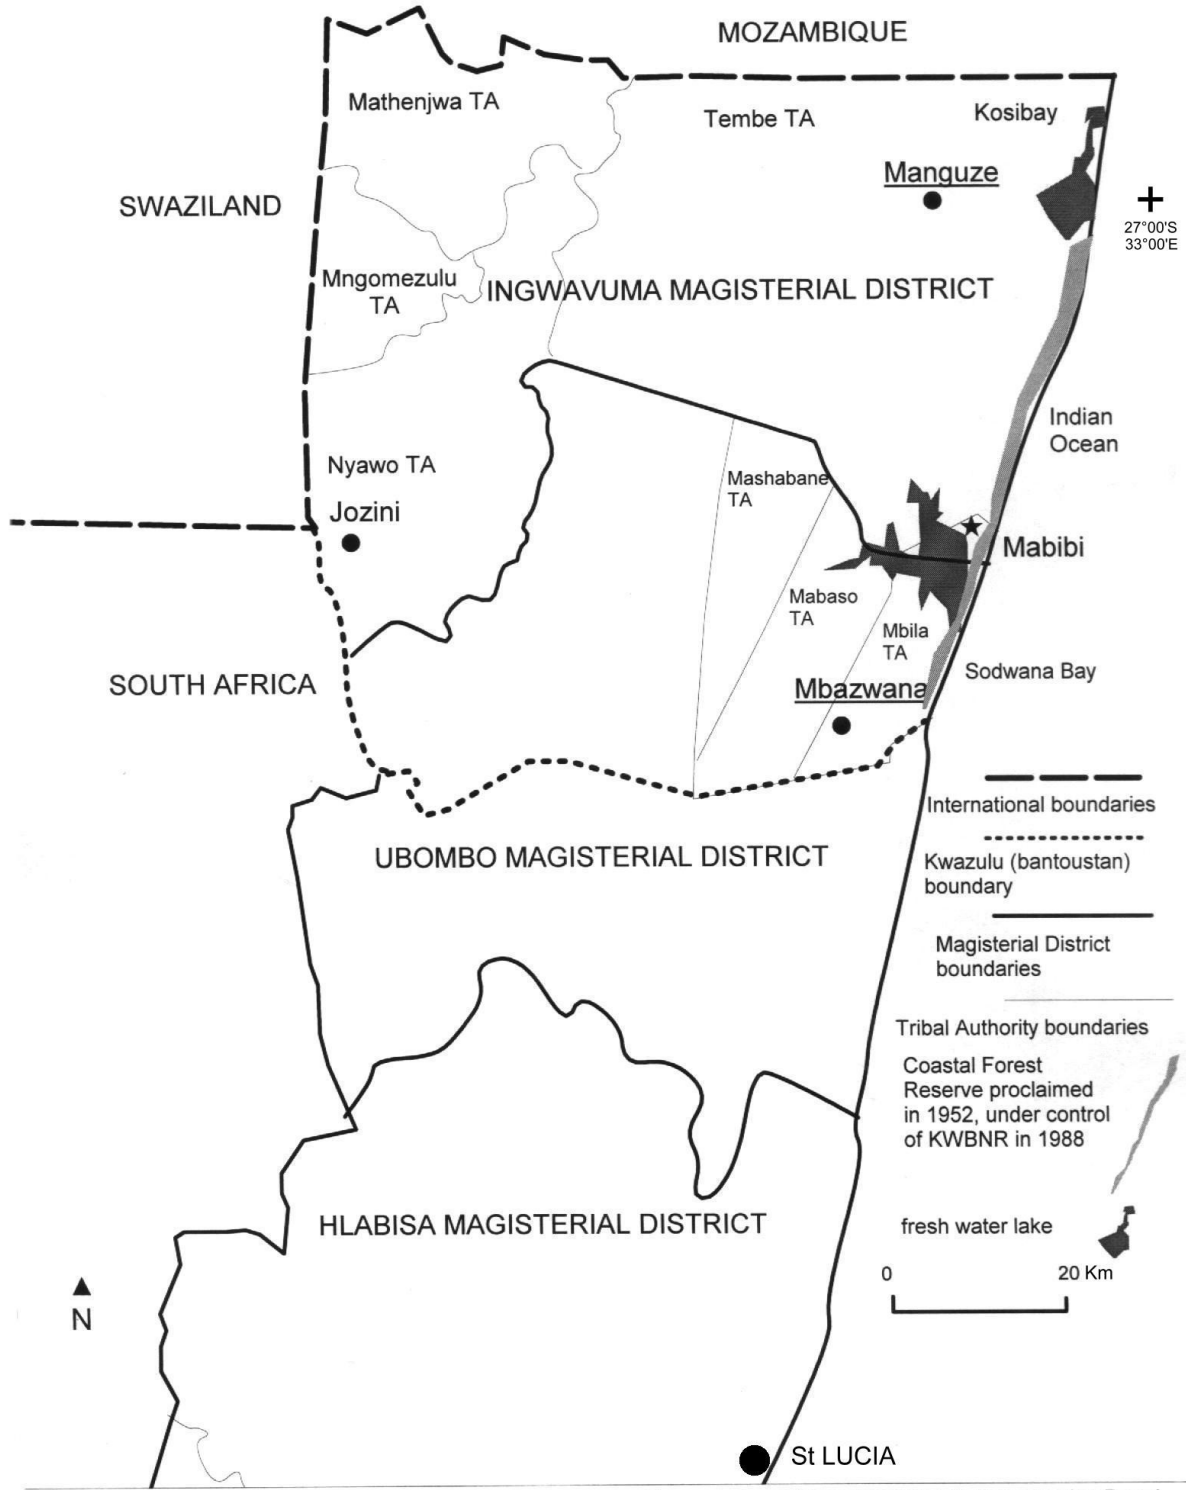 MOZAMBIQUE
Mathenjwa TA
Tembe TA
Kosibay
Manguze
SWAZILAND
27°00'S
33°00'E
Mngomezulu
TA
INGWAVUMA MAGISTERIAL DISTRICT
Indian
Ocean
Nyawo TA
Mashabane
TA
Jozini
Mabibi
Mabaso
TA
Mbila
TA
SOUTH AFRICA
Sodwana Bay
Mbazwana
International boundaries
UBOMBO MAGISTERIAL DISTRICT
Kwazulu (bantoustan)
boundary
Magisterial District
boundaries
Tribal Authority boundaries
Coastal Forest
Reserve proclaimed
in 1952, under control
of KWBNR in 1988
HLABISA MAGISTERIAL DISTRICT
fresh water lake
0 20 Km
N
St LUCIA